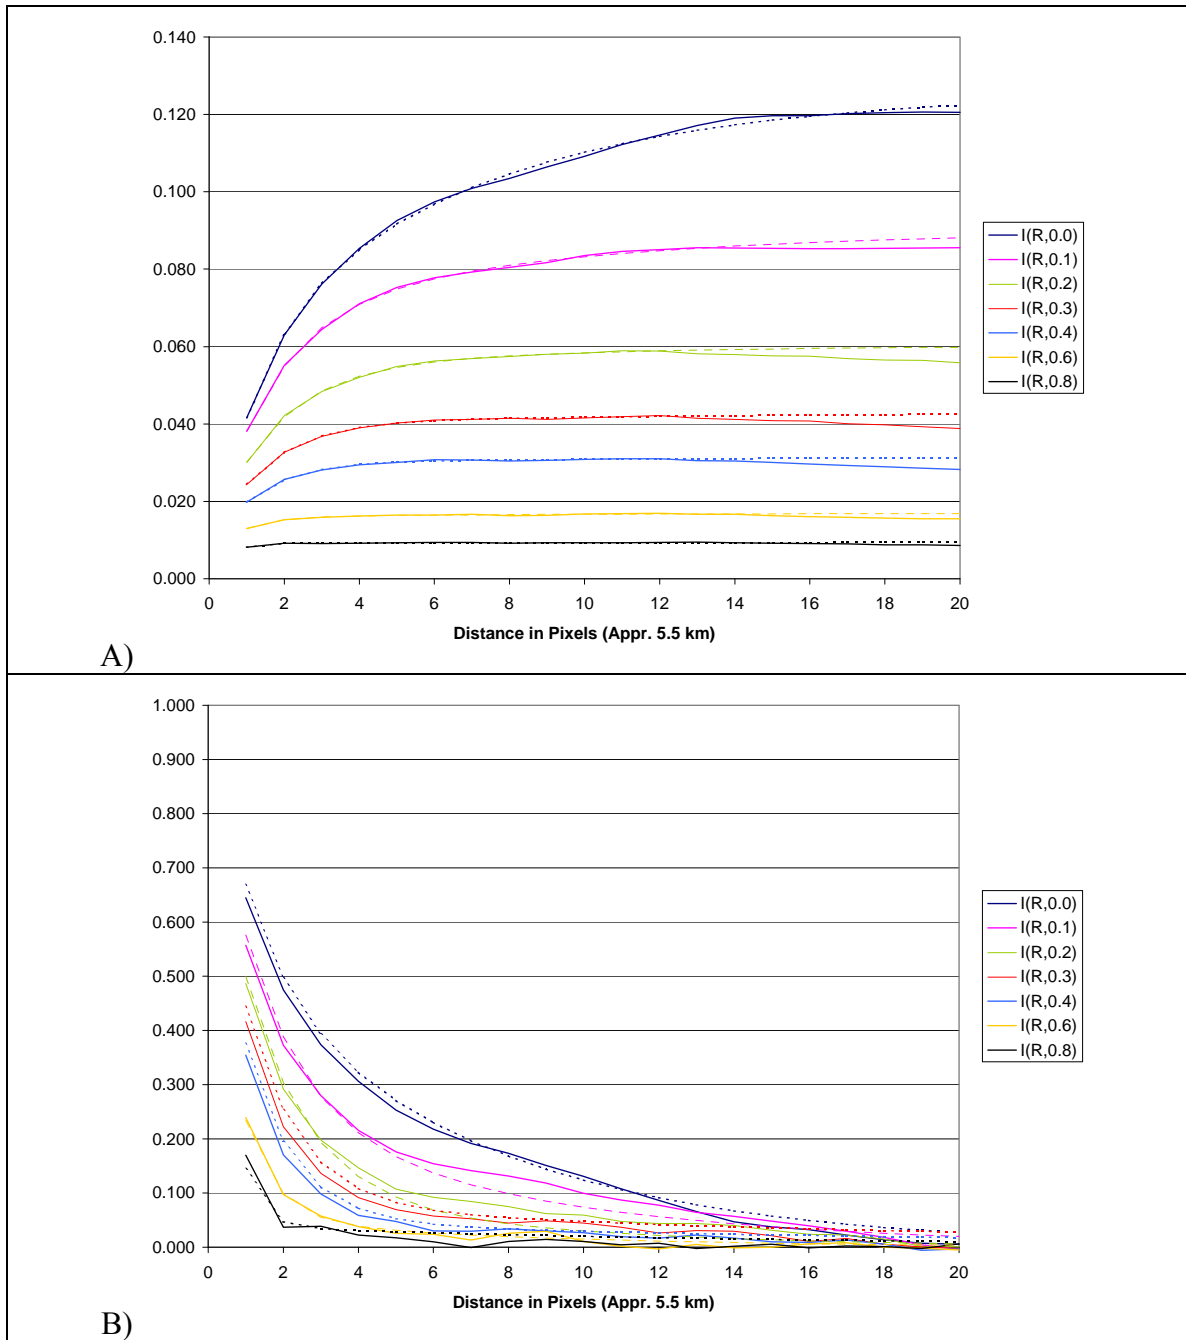 0.140
0.120
0.100
0.080
0.060
0.040
0.020
0.000
0 2 4 6 8 10 12 14 16 18 20
Distance in Pixels (Appr. 5.5 km)
I(R,0.0)
I(R,0.1)
I(R,0.2)
I(R,0.3)
I(R,0.4)
I(R,0.6)
I(R,0.8)
A)
1.000
0.900
0.800
0.700
0.600
0.500
0.400
0.300
0.200
0.100
0.000
0 2 4 6 8 10 12 14 16 18 20
Distance in Pixels (Appr. 5.5 km)
I(R,0.0)
I(R,0.1)
I(R,0.2)
I(R,0.3)
I(R,0.4)
I(R,0.6)
I(R,0.8)
B)